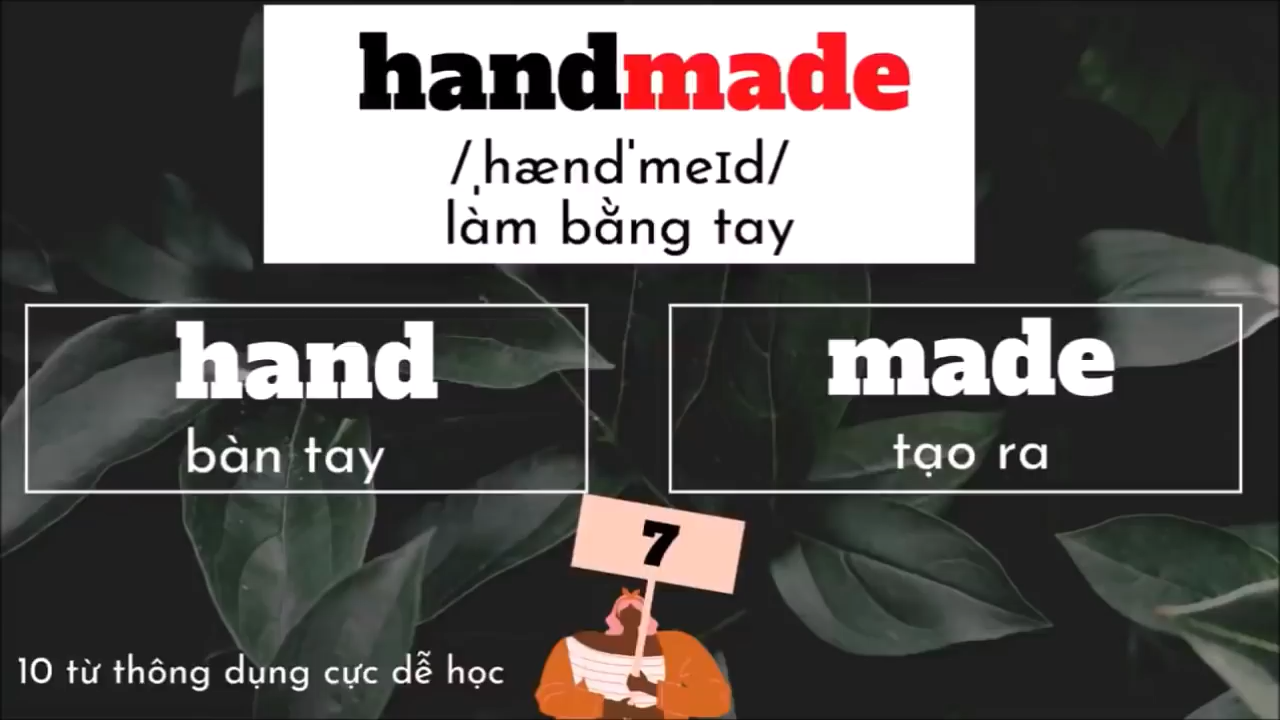 handmade
/ˌhændˈmeɪd/
làm bằng tay
hand
bàn tay
made
tạo ra
7
10 từ thông dụng cực dễ học